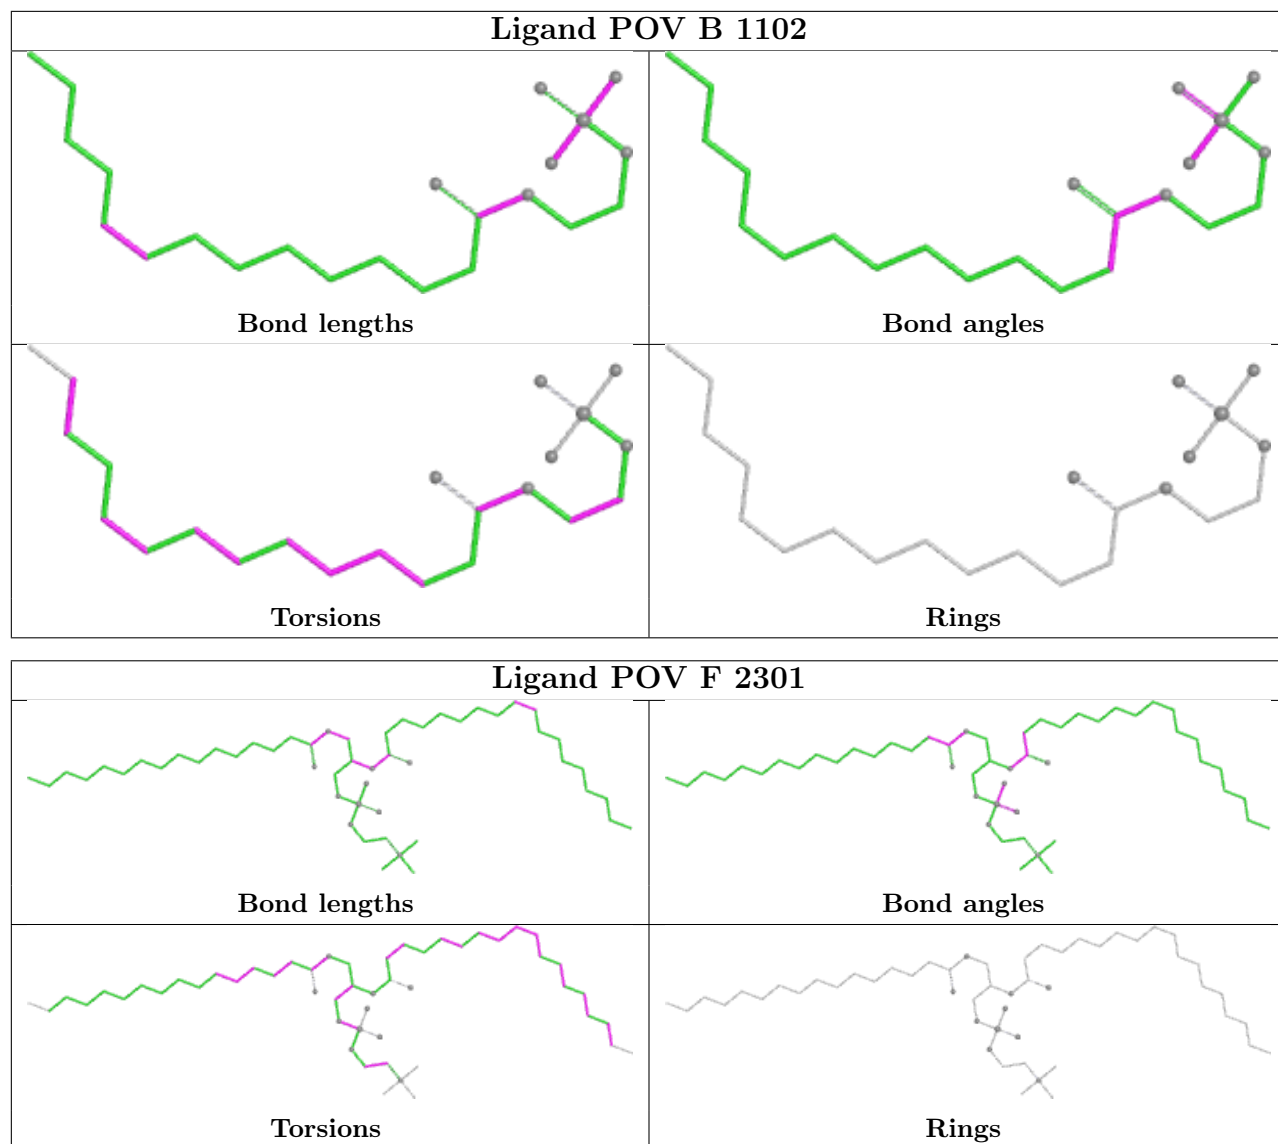 Ligand POV B 1102
Bond lengths
Bond angles
Torsions
Rings
Ligand POV F 2301
Bond lengths
Bond angles
Torsions
Rings